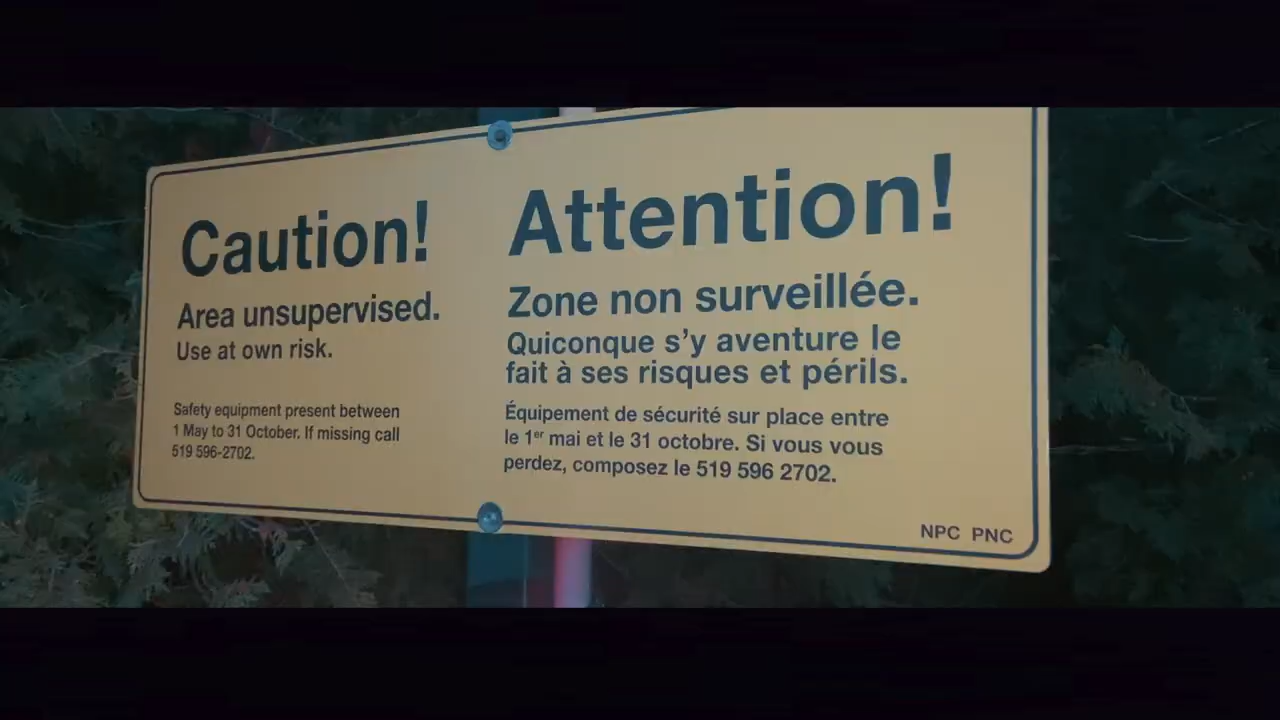 Caution!
Area unsupervised.
Use at own risk.
Safety equipment present between
1 May to 31 October. If missing call
519 596-2702.
Attention!
Zone non surveillée.
Quiconque s'y aventure le
fait à ses risques et périls.
Équipement de sécurité sur place entre
le 1er mai et le 31 octobre. Si vous vous
perdez, composez le 519 596 2702.
NPC PNC